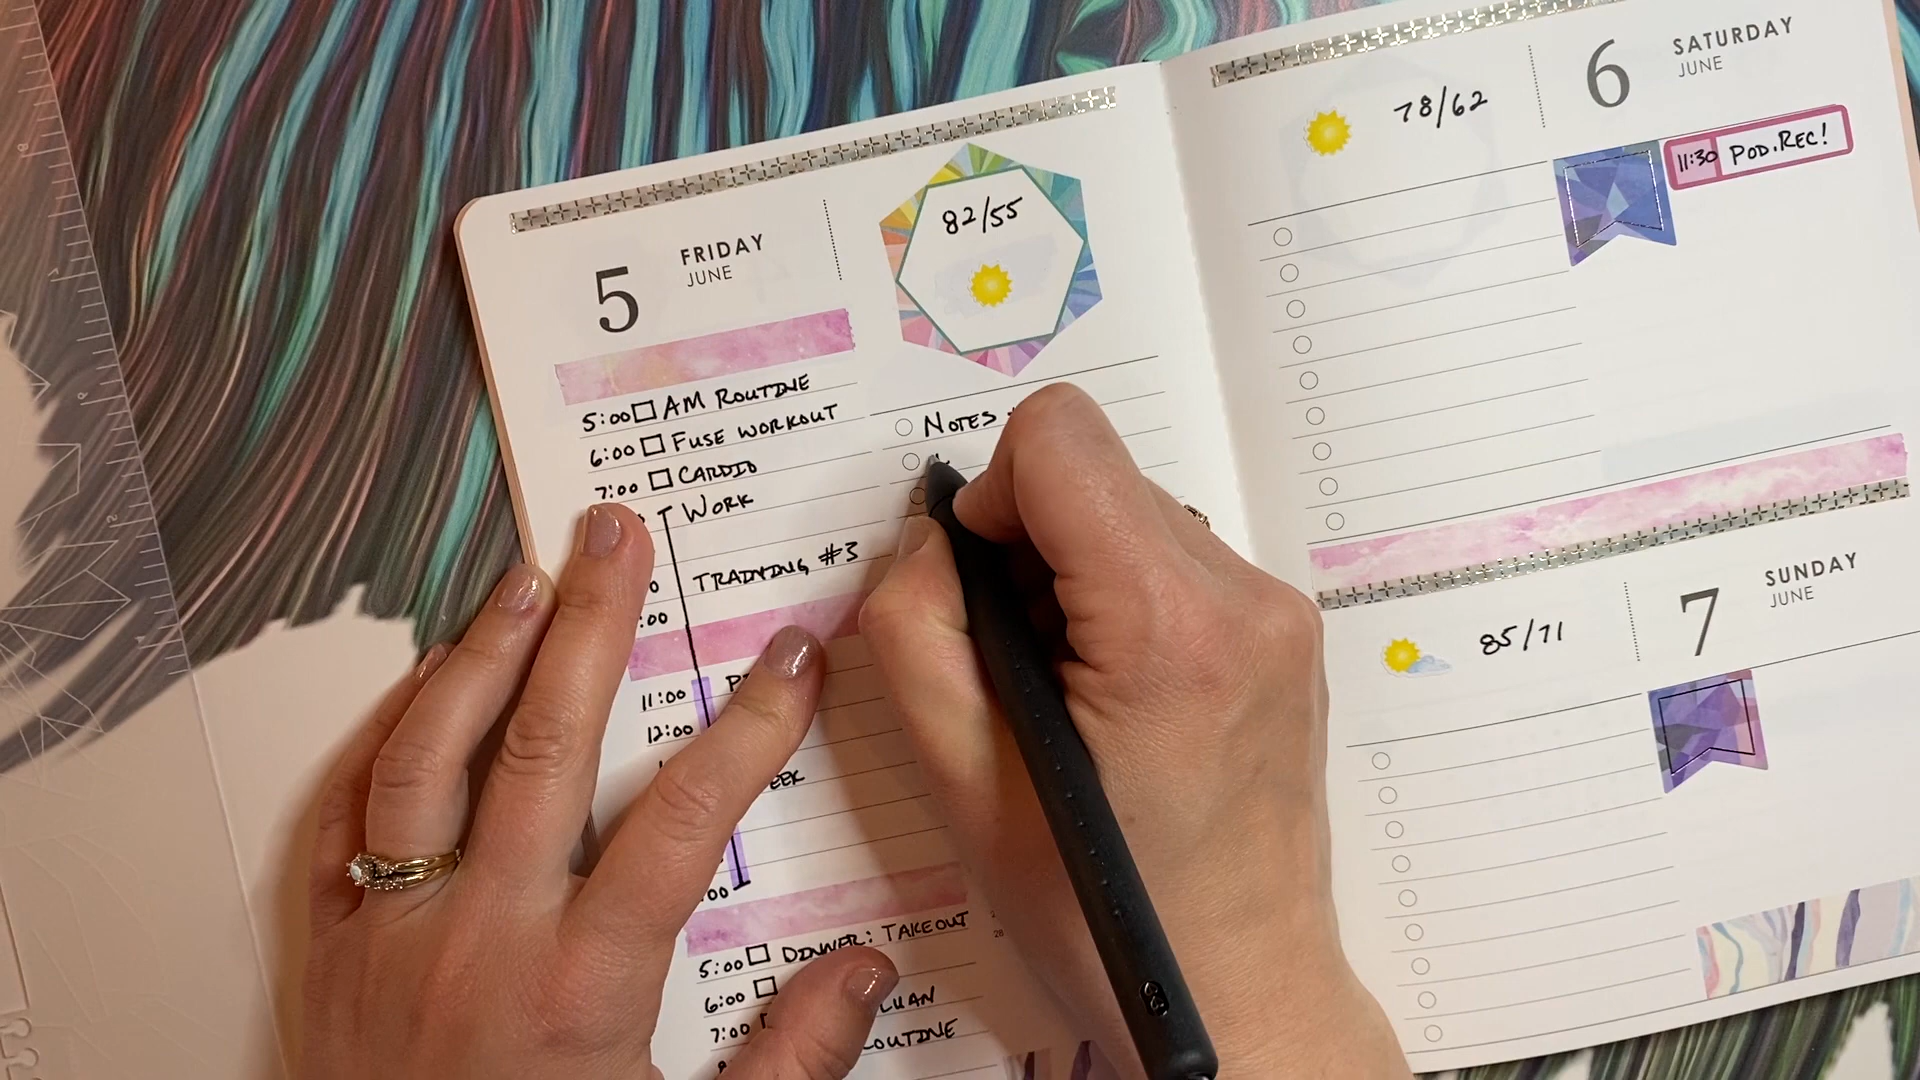 5 FRIDAY
JUNE
82/55
5:00 AM ROUTINE
6:00 FUSE WORKOUT
7:00 CARDIO
WORK
TRAINING #3
:00
11:00
12:00
:00
5:00 DINNER: TAKEOUT
6:00
7:00
NOTES
78/62
6 SATURDAY
JUNE
11:30 POD.REC!
85/71
7 SUNDAY
JUNE